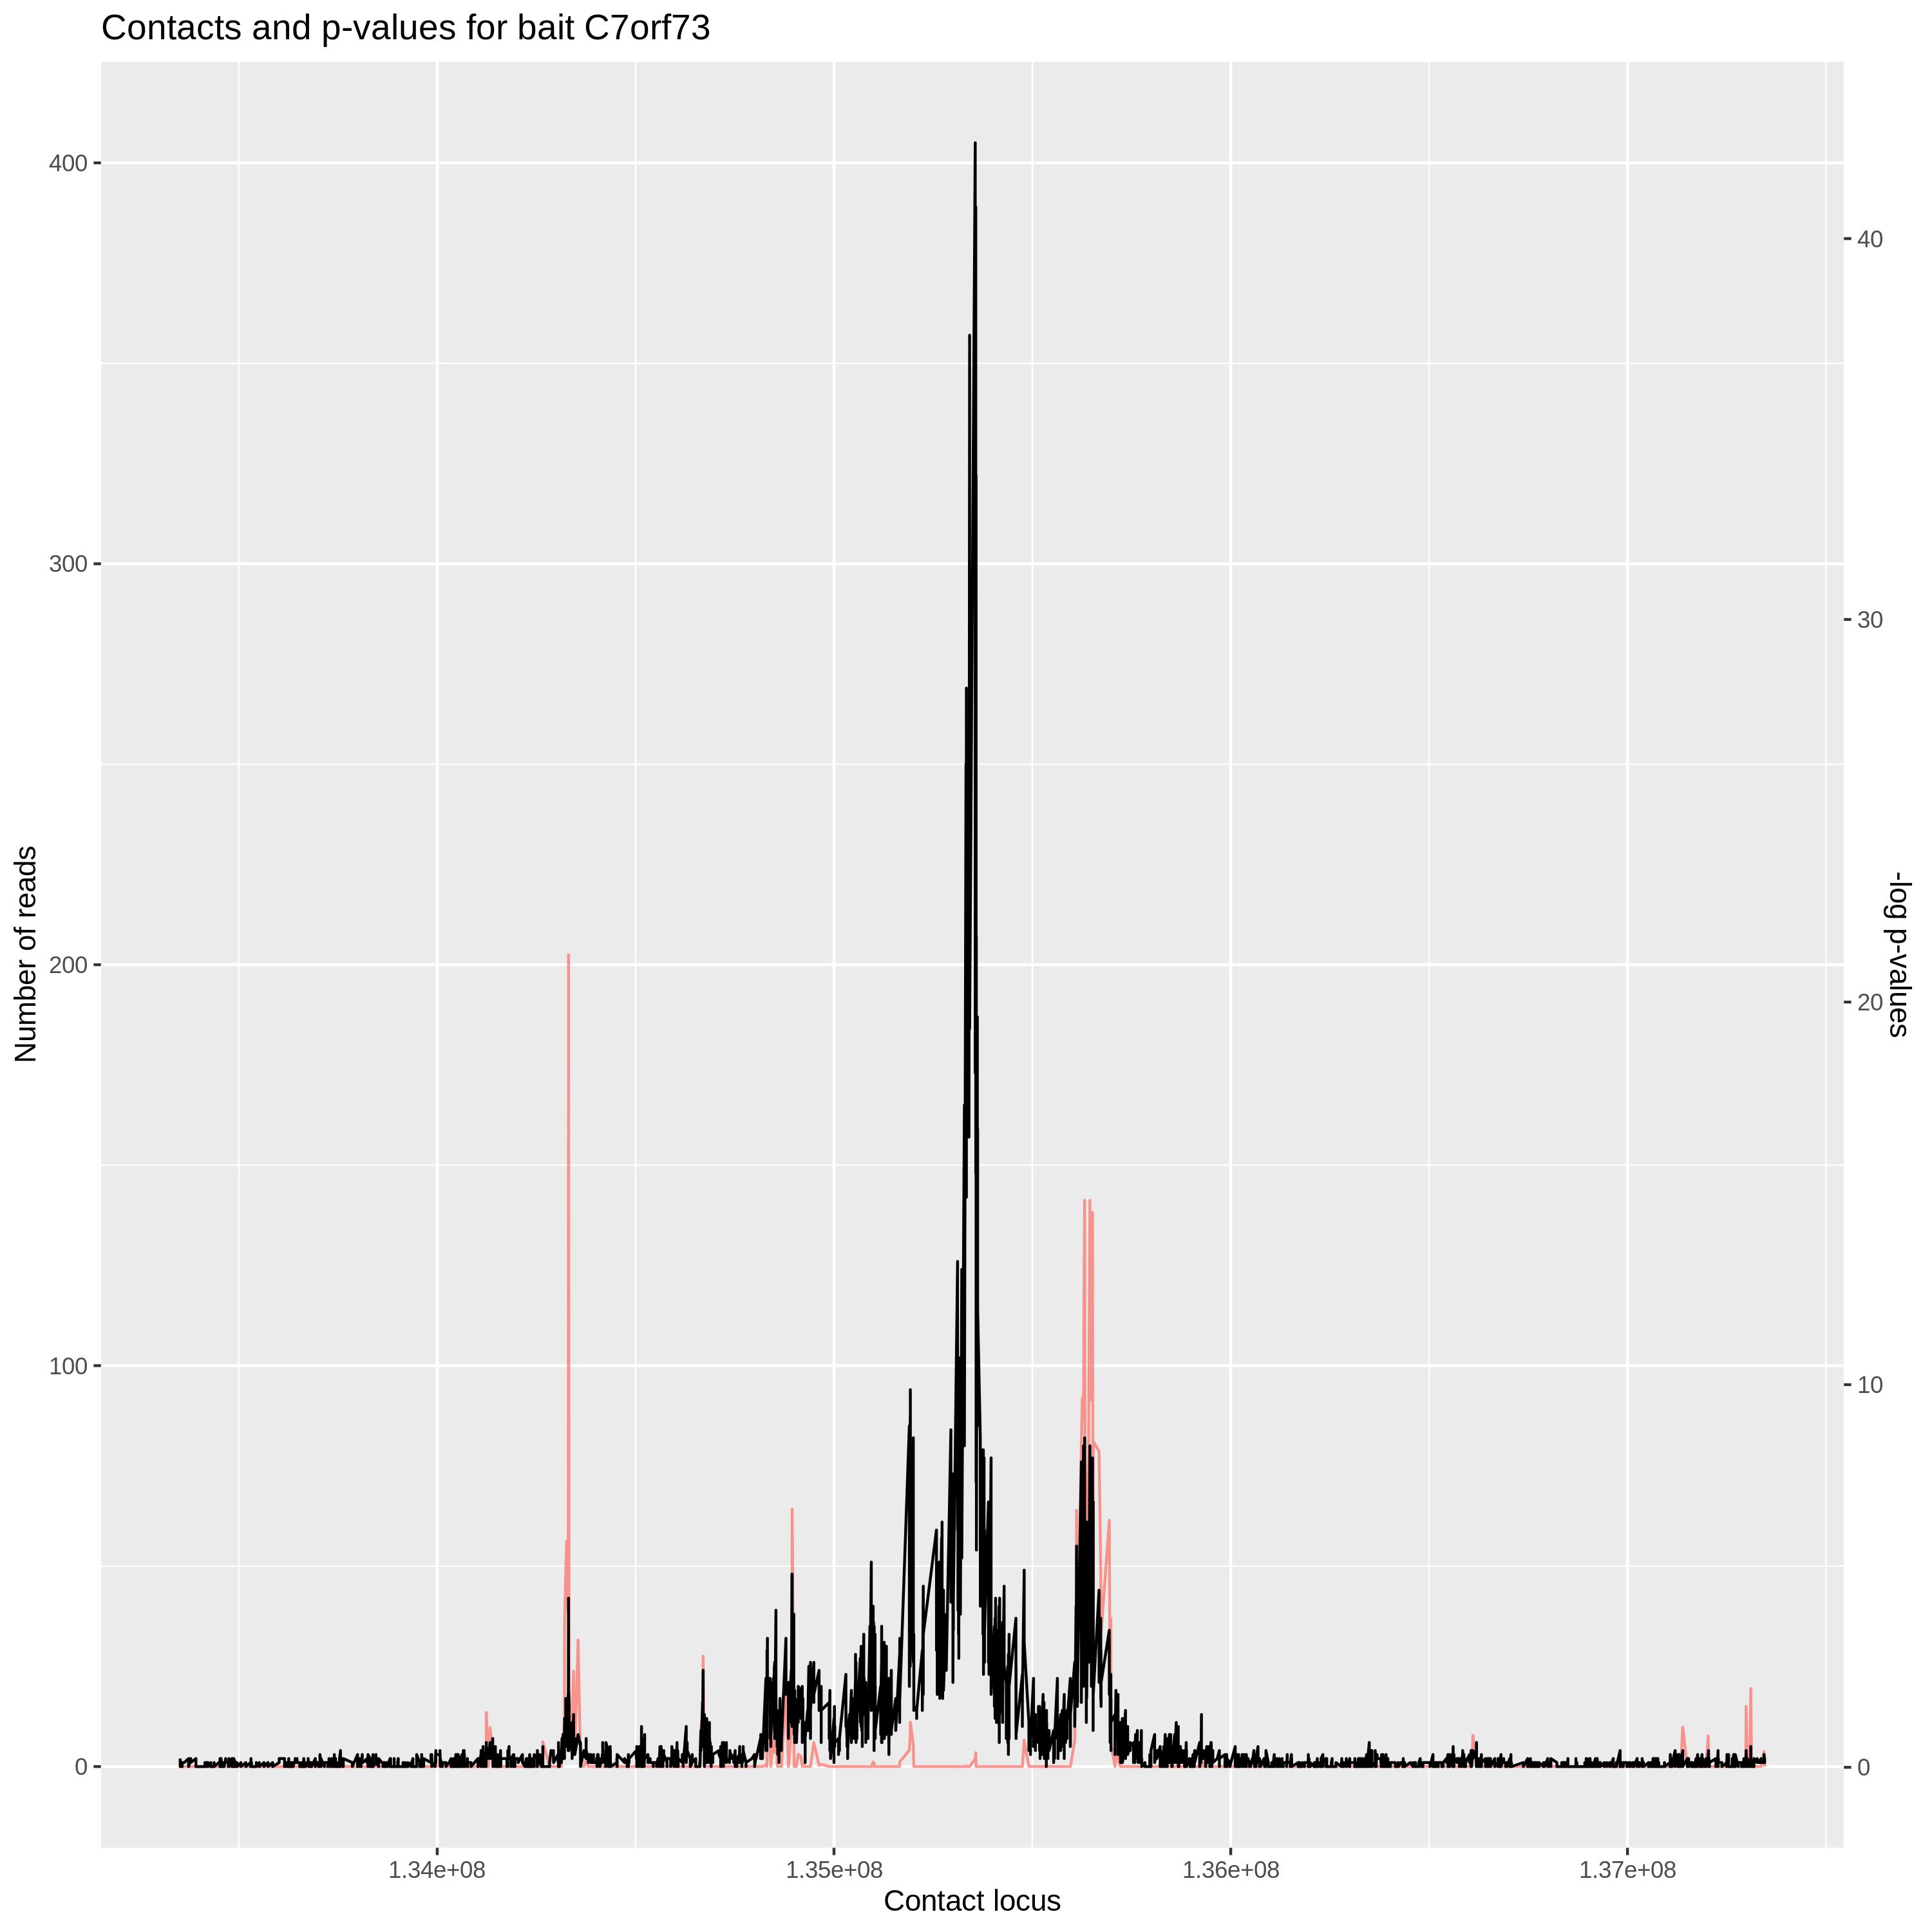 Contacts and p-values for bait C7orf73
400
300
200
100
0
Number of reads
40
30
20
10
0
-log p-values
1.34e+08
1.35e+08
1.36e+08
1.37e+08
Contact locus